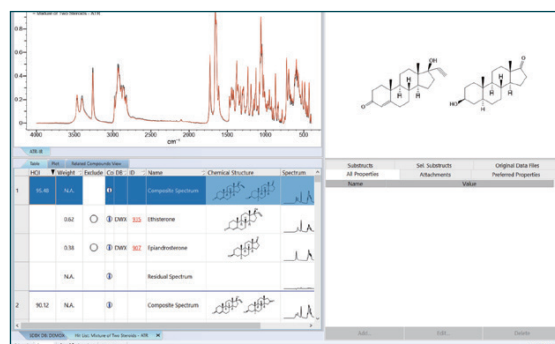 Mixture of Two Steroids - ATR
0.8
0.6
0.4
0.2
0
4000 3500 3000 2500 2000 1500 1000 500
cm⁻¹
ATR-IR
OH
O
O
HO
H
H
H
H
H
H
H
Table Plot Related Compounds View
HQI Weight Exclude Co DB ID Name Chemical Structure Spectrum
1 95.46 N.A. Composite Spectrum
0.62 DWX 925 Ethisterone
0.38 DWX 907 Epiandrosterone
N.A. Residual Spectrum
2 90.12 N.A. Composite Spectrum
Hit List: Mixture of Two Steroids - ATR
Substructs Sel. Substructs Original Data Files
All Properties Attachments Preferred Properties
Name Value
Add... Edit... Delete